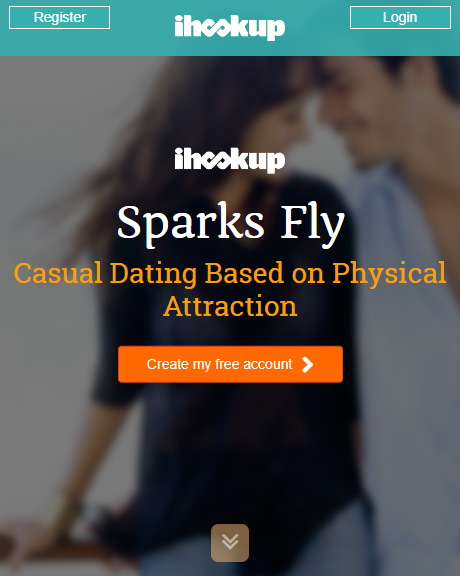 Register
ihookup
Login
ihookup
Sparks Fly
Casual Dating Based on Physical
Attraction
Create my free account